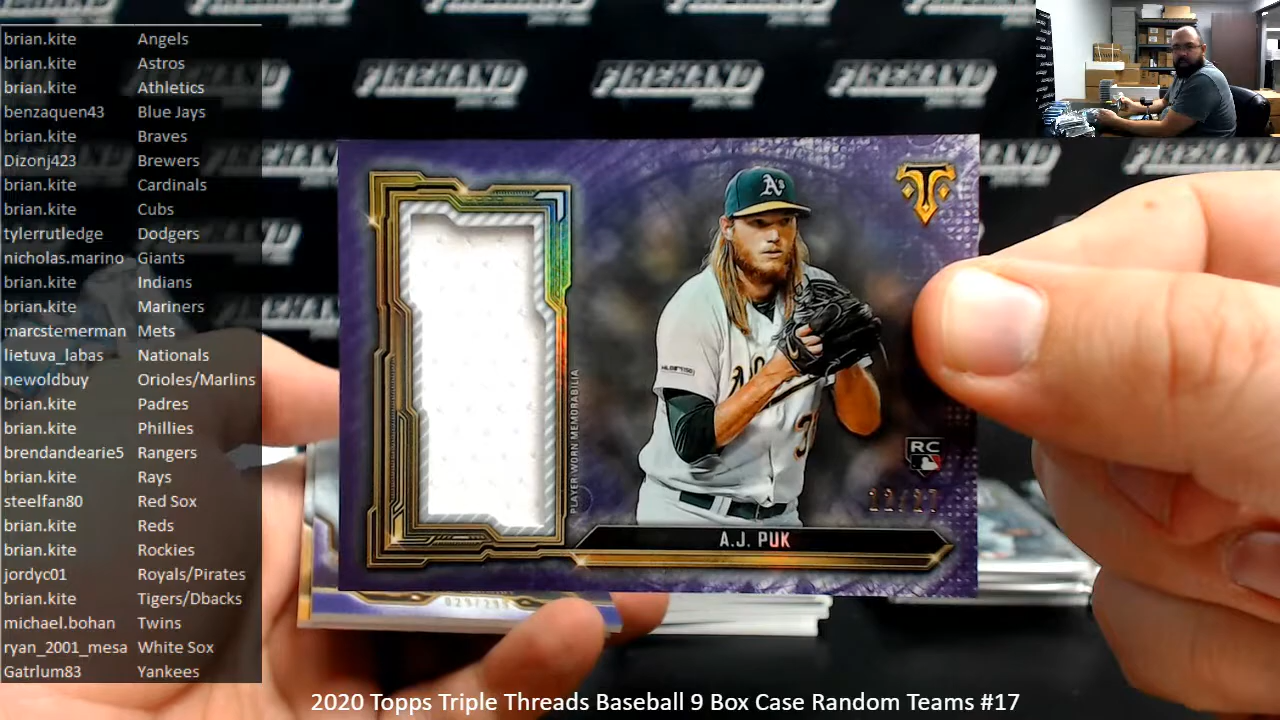 brian.kite Angels
brian.kite Astros
brian.kite Athletics
benzaquen43 Blue Jays
brian.kite Braves
Dizonj423 Brewers
brian.kite Cardinals
brian.kite Cubs
tylerrutledge Dodgers
nicholas.marino Giants
brian.kite Indians
brian.kite Mariners
marcstemerman Mets
lietuva_labas Nationals
newoldbuy Orioles/Marlins
brian.kite Padres
brian.kite Phillies
brendandearie5 Rangers
brian.kite Rays
steelfan80 Red Sox
brian.kite Reds
brian.kite Rockies
jordyc01 Royals/Pirates
brian.kite Tigers/Dbacks
michael.bohan Twins
ryan_2001_mesa White Sox
Gatrlum83 Yankees
FIREHAND FIREHAND FIREHAND
A's
PLAYER-WORN MEMORABILIA
RC
A.J. PUK
2020 Topps Triple Threads Baseball 9 Box Case Random Teams #17